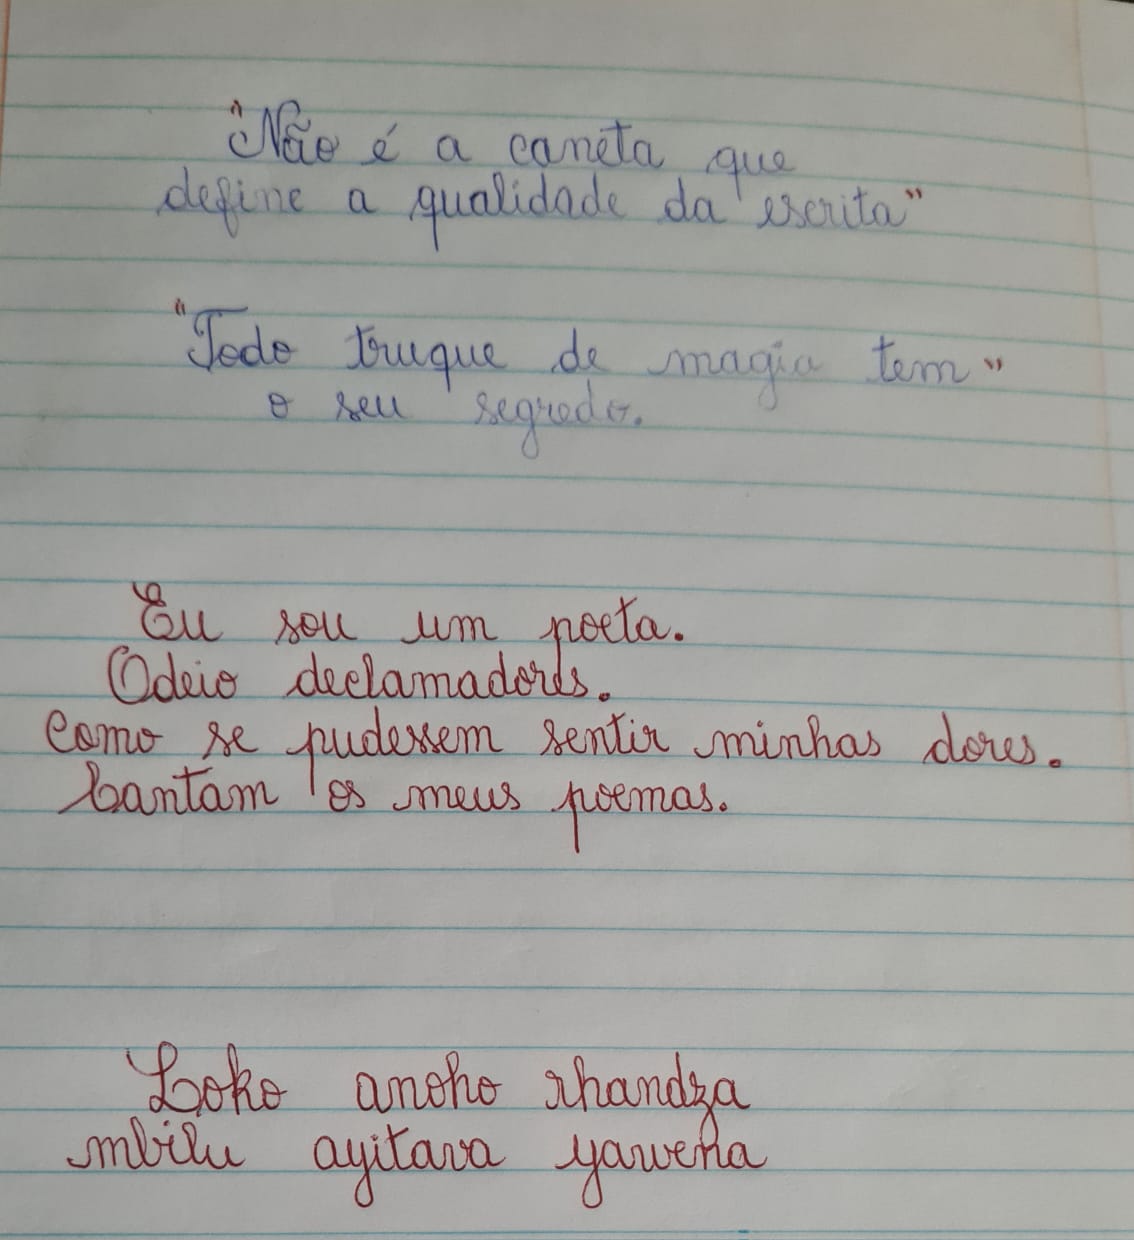 "Não é a caneta que
define a qualidade da escrita"
"Todo truque de magia tem"
o seu segredo.
Eu sou um poeta.
Odeio declamadores.
Como se pudessem sentir minhas dores.
Cantam os meus poemas.
Loko anoho rhandza
mbilu ayitava yawena